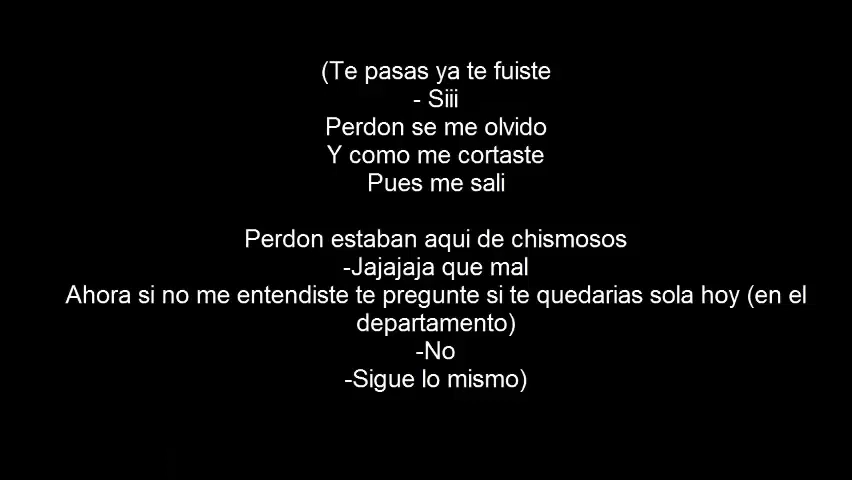 (Te pasas ya te fuiste
- Siii
Perdon se me olvido
Y como me cortaste
Pues me sali
Perdon estaban aqui de chismosos
-Jajajaja que mal
Ahora si no me entendiste te pregunte si te quedarias sola hoy (en el
departamento)
-No
-Sigue lo mismo)